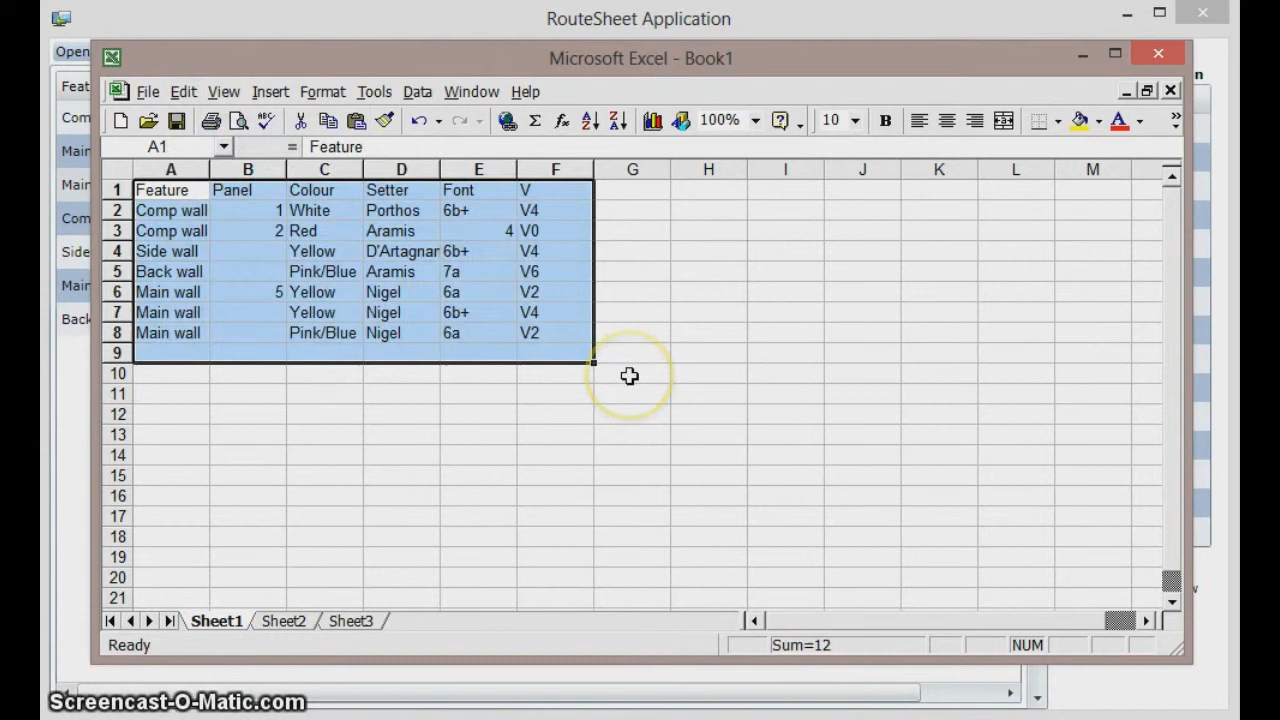 RouteSheet Application
Open
Microsoft Excel - Book1
n
Feat
File Edit View Insert Format Tools Data Window Help
Com
100% 10 B
A1 = Feature
Main
A B C D E F G H I J K L M
1 Feature Panel Colour Setter Font V
Main
2 Comp wall 1 White Porthos 6b+ V4
Com
3 Comp wall 2 Red Aramis 4 V0
Side
4 Side wall Yellow D'Artagnan 6b+ V4
5 Back wall Pink/Blue Aramis 7a V6
Main
6 Main wall 5 Yellow Nigel 6a V2
Back
7 Main wall Yellow Nigel 6b+ V4
8 Main wall Pink/Blue Nigel 6a V2
9
10
11
12
13
14
15
16
17
18
19
20
21
w
Sheet1 Sheet2 Sheet3
Ready Sum=12 NUM
Screencast-O-Matic.com